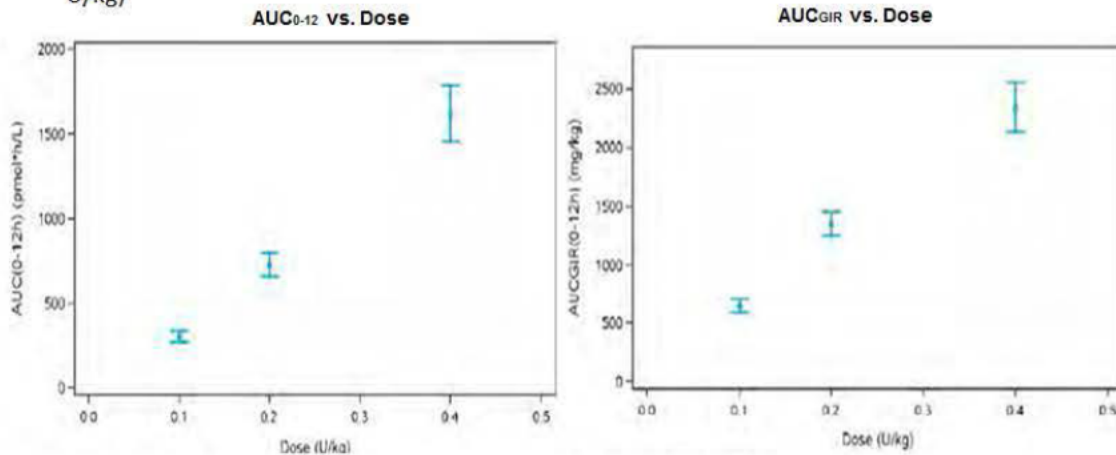 U/kg)
AUC0-12 vs. Dose
AUC(0-12h) (pmol*h/L)
2000
1500
1000
500
0
0.0 0.1 0.2 0.3 0.4 0.5
Dose (U/kg)
AUCGIR vs. Dose
AUCGIR(0-12h) (mg/kg)
2500
2000
1500
1000
500
0
0.0 0.1 0.2 0.3 0.4 0.5
Dose (U/kg)